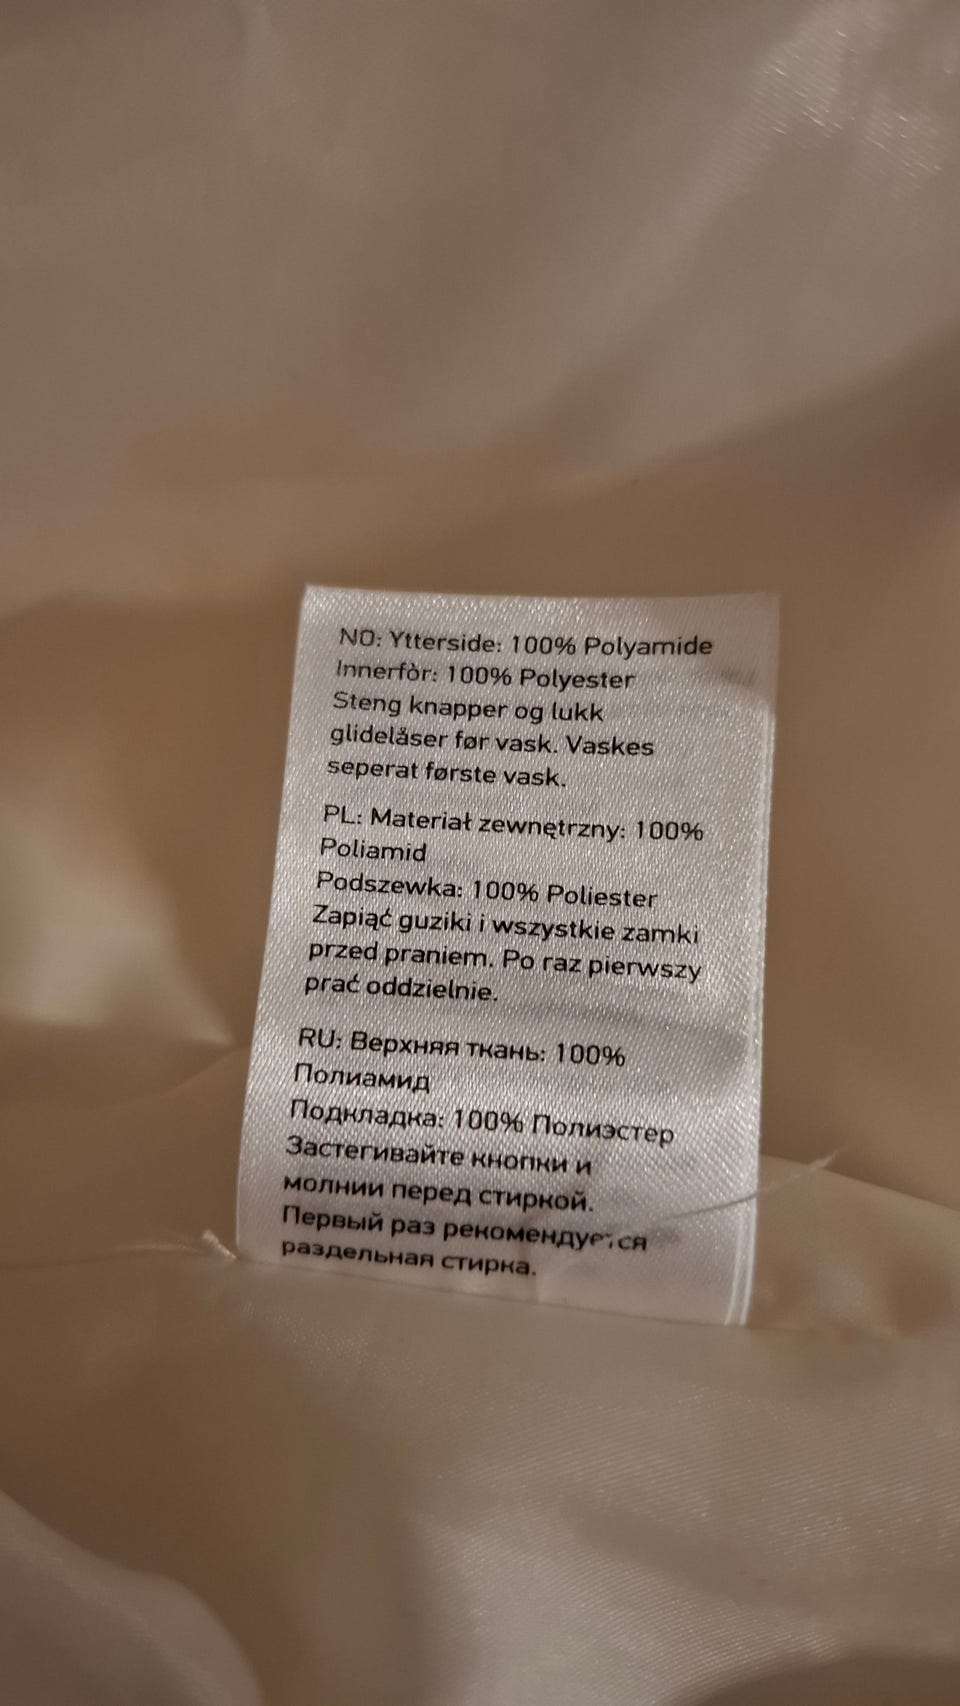 NO: Ytterside: 100% Polyamide
Innerfòr: 100% Polyester
Steng knapper og lukk
glidelåser før vask. Vaskes
seperat første vask.
PL: Materiał zewnętrzny: 100%
Poliamid
Podszewka: 100% Poliester
Zapiąć guziki i wszystkie zamki
przed praniem. Po raz pierwszy
prać oddzielnie.
RU: Верхняя ткань: 100%
Полиамид
Подкладка: 100% Полиэстер
Застегивайте кнопки и
молнии перед стиркой.
Первый раз рекомендуется
раздельная стирка.